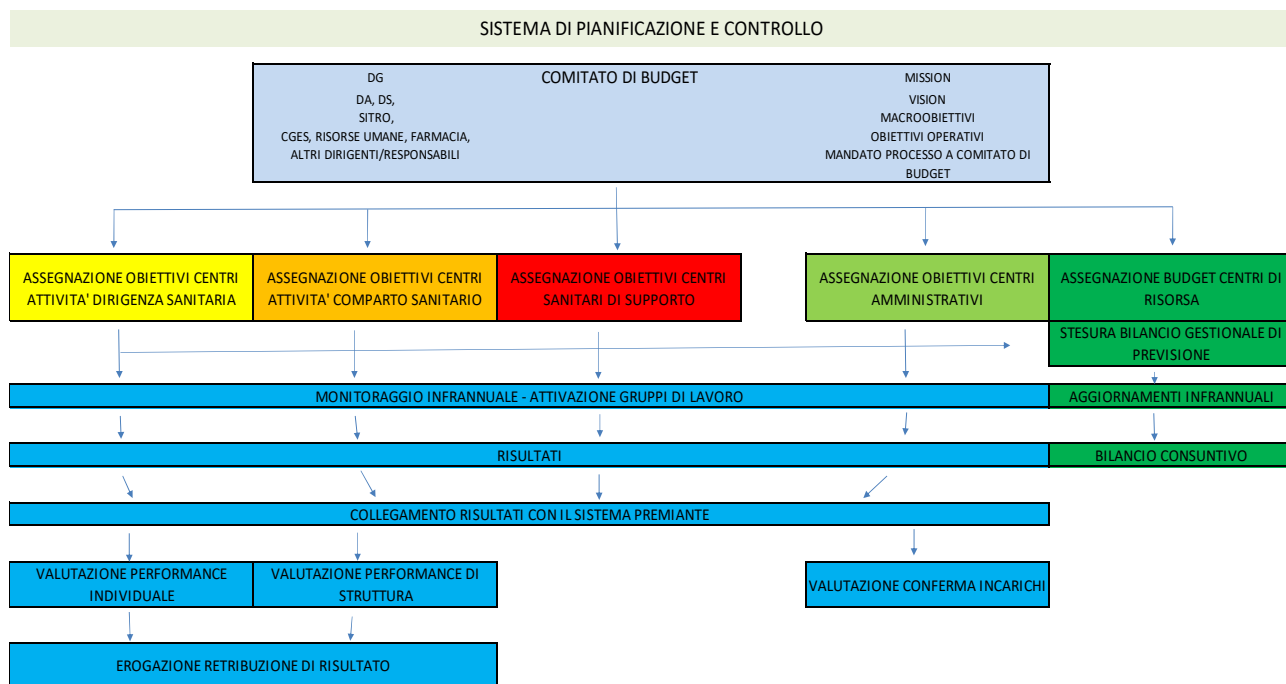 SISTEMA DI PIANIFICAZIONE E CONTROLLO
COMITATO DI BUDGET
DG
DA, DS,
SITRO,
CGES, RISORSE UMANE, FARMACIA,
ALTRI DIRIGENTI/RESPONSABILI
MISSION
VISION
MACROOBIETTIVI
OBIETTIVI OPERATIVI
MANDATO PROCESSO A COMITATO DI
BUDGET
ASSEGNAZIONE OBIETTIVI CENTRI
ATTIVITA' DIRIGENZA SANITARIA
ASSEGNAZIONE OBIETTIVI CENTRI
ATTIVITA' COMPARTO SANITARIO
ASSEGNAZIONE OBIETTIVI CENTRI
SANITARI DI SUPPORTO
ASSEGNAZIONE OBIETTIVI CENTRI
AMMINISTRATIVI
ASSEGNAZIONE BUDGET CENTRI DI
RISORSA
STESURA BILANCIO GESTIONALE DI
PREVISIONE
MONITORAGGIO INFRANNUALE - ATTIVAZIONE GRUPPI DI LAVORO
AGGIORNAMENTI INFRANNUALI
RISULTATI
BILANCIO CONSUNTIVO
COLLEGAMENTO RISULTATI CON IL SISTEMA PREMIANTE
VALUTAZIONE PERFORMANCE
INDIVIDUALE
VALUTAZIONE PERFORMANCE DI
STRUTTURA
VALUTAZIONE CONFERMA INCARICHI
EROGAZIONE RETRIBUZIONE DI RISULTATO